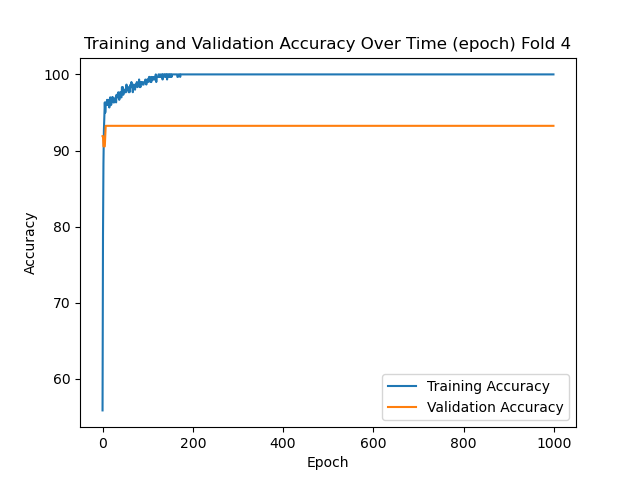 Training and Validation Accuracy Over Time (epoch) Fold 4
100
90
80
70
60
Accuracy
Training Accuracy
Validation Accuracy
0
200
400
600
800
1000
Epoch